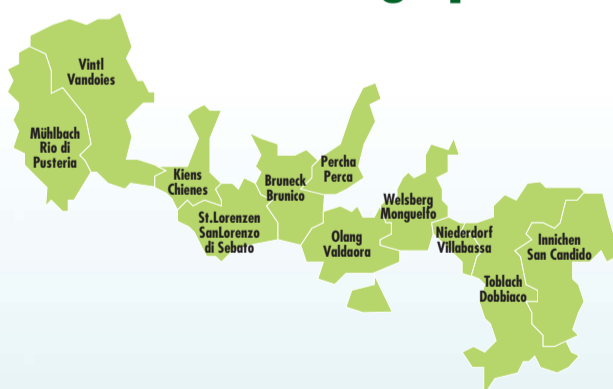 Vintl
Vandoies
Mühlbach
Rio di
Pusteria
Kiens
Chienes
St.Lorenzen
SanLorenzo
di Sebato
Bruneck
Brunico
Percha
Perca
Olang
Valdaora
Welsberg
Monguelfo
Niederdorf
Villabassa
Toblach
Dobbiaco
Innichen
San Candido